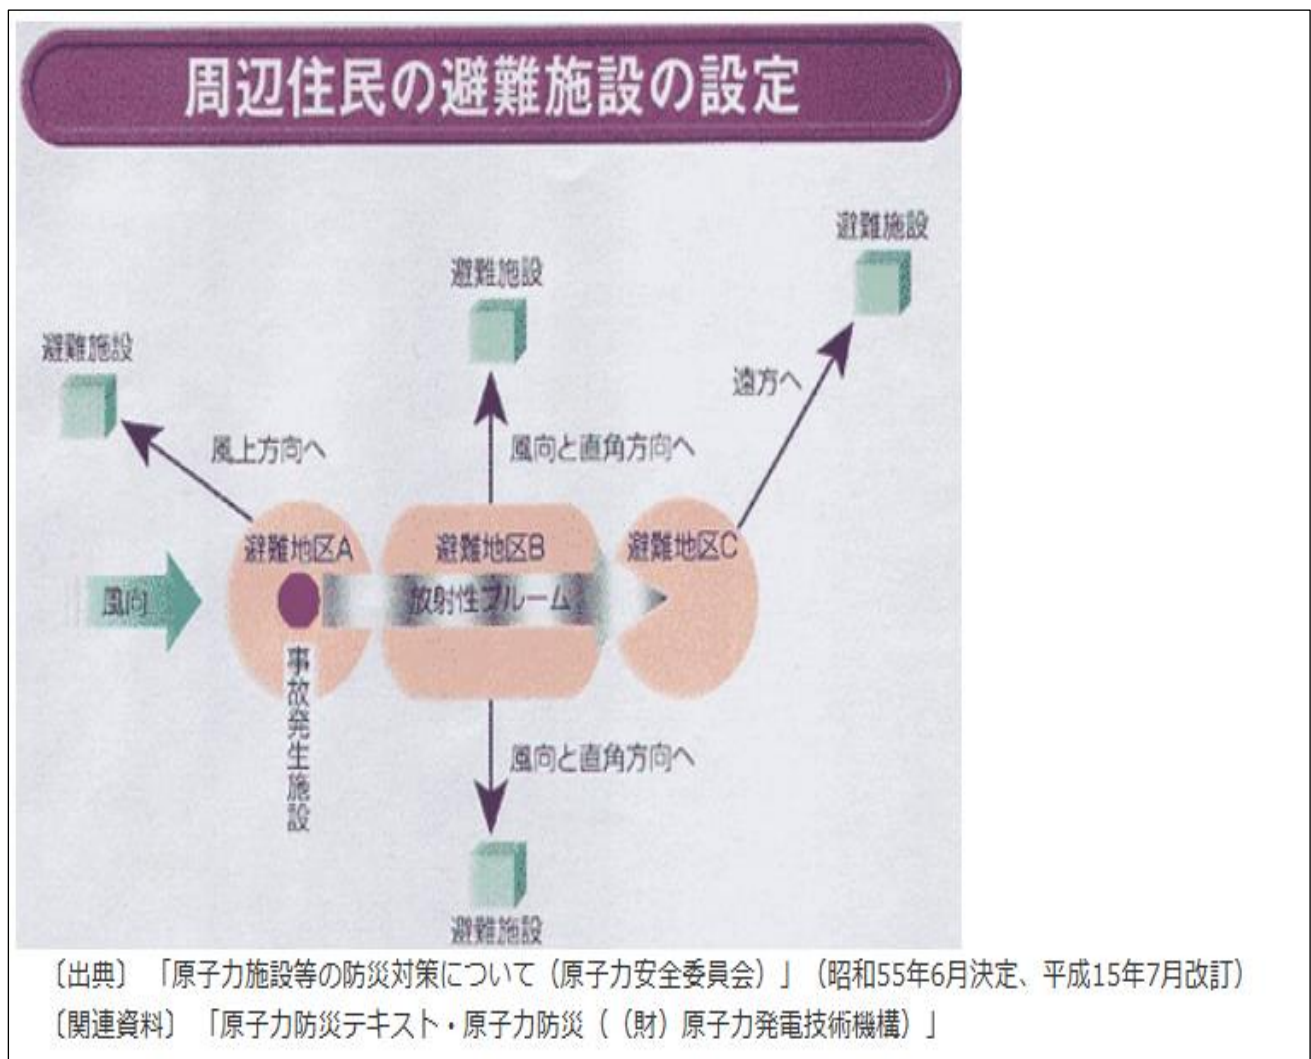 周辺住民の避難施設の設定
避難施設
避難施設
避難施設
遠方へ
風上方向へ
風向と直角方向へ
避難地区A
避難地区B
避難地区C
風向
放射性プルーム
事故発生施設
風向と直角方向へ
避難施設
〔出典〕 「原子力施設等の防災対策について（原子力安全委員会）」（昭和55年6月決定、平成15年7月改訂）
〔関連資料〕 「原子力防災テキスト・原子力防災（（財）原子力発電技術機構）」